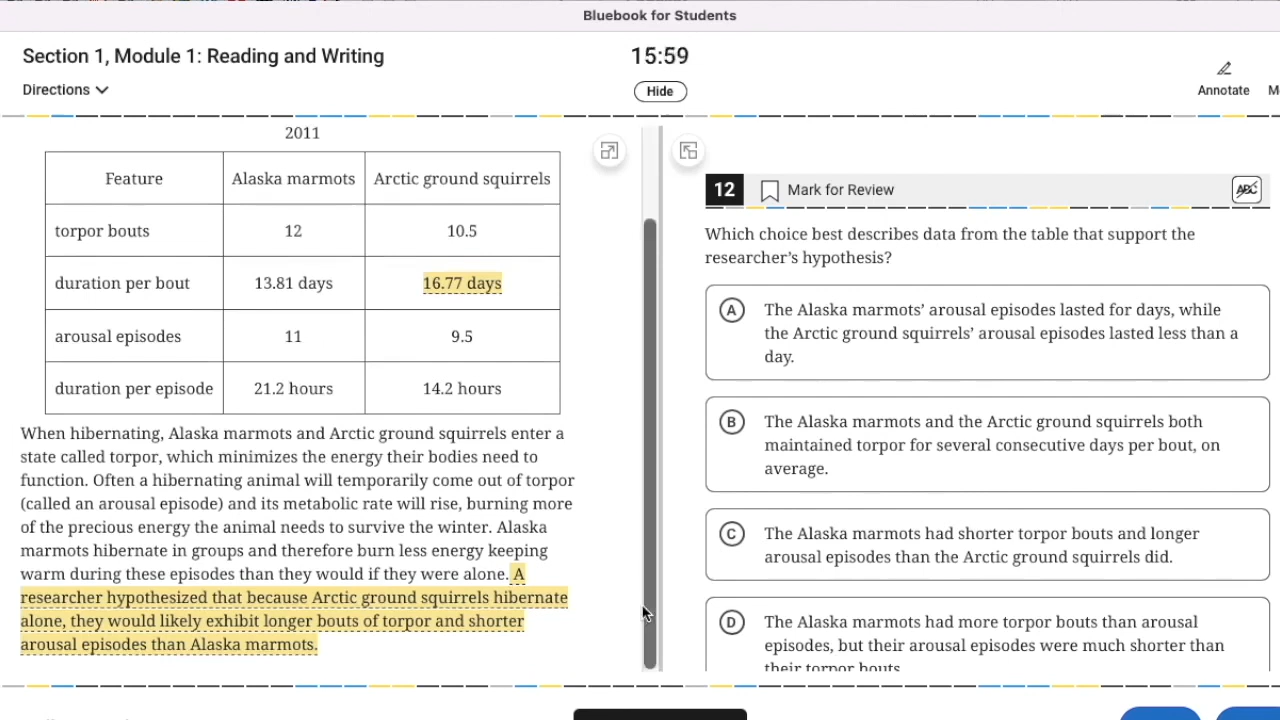 Bluebook for Students
Section 1, Module 1: Reading and Writing
15:59
Directions
Hide
Annotate
2011
Feature Alaska marmots Arctic ground squirrels
torpor bouts 12 10.5
duration per bout 13.81 days 16.77 days
arousal episodes 11 9.5
duration per episode 21.2 hours 14.2 hours
When hibernating, Alaska marmots and Arctic ground squirrels enter a
state called torpor, which minimizes the energy their bodies need to
function. Often a hibernating animal will temporarily come out of torpor
(called an arousal episode) and its metabolic rate will rise, burning more
of the precious energy the animal needs to survive the winter. Alaska
marmots hibernate in groups and therefore burn less energy keeping
warm during these episodes than they would if they were alone. A
researcher hypothesized that because Arctic ground squirrels hibernate
alone, they would likely exhibit longer bouts of torpor and shorter
arousal episodes than Alaska marmots.
12 Mark for Review ABC
Which choice best describes data from the table that support the
researcher's hypothesis?
A The Alaska marmots' arousal episodes lasted for days, while
the Arctic ground squirrels' arousal episodes lasted less than a
day.
B The Alaska marmots and the Arctic ground squirrels both
maintained torpor for several consecutive days per bout, on
average.
C The Alaska marmots had shorter torpor bouts and longer
arousal episodes than the Arctic ground squirrels did.
D The Alaska marmots had more torpor bouts than arousal
episodes, but their arousal episodes were much shorter than
their torpor bouts